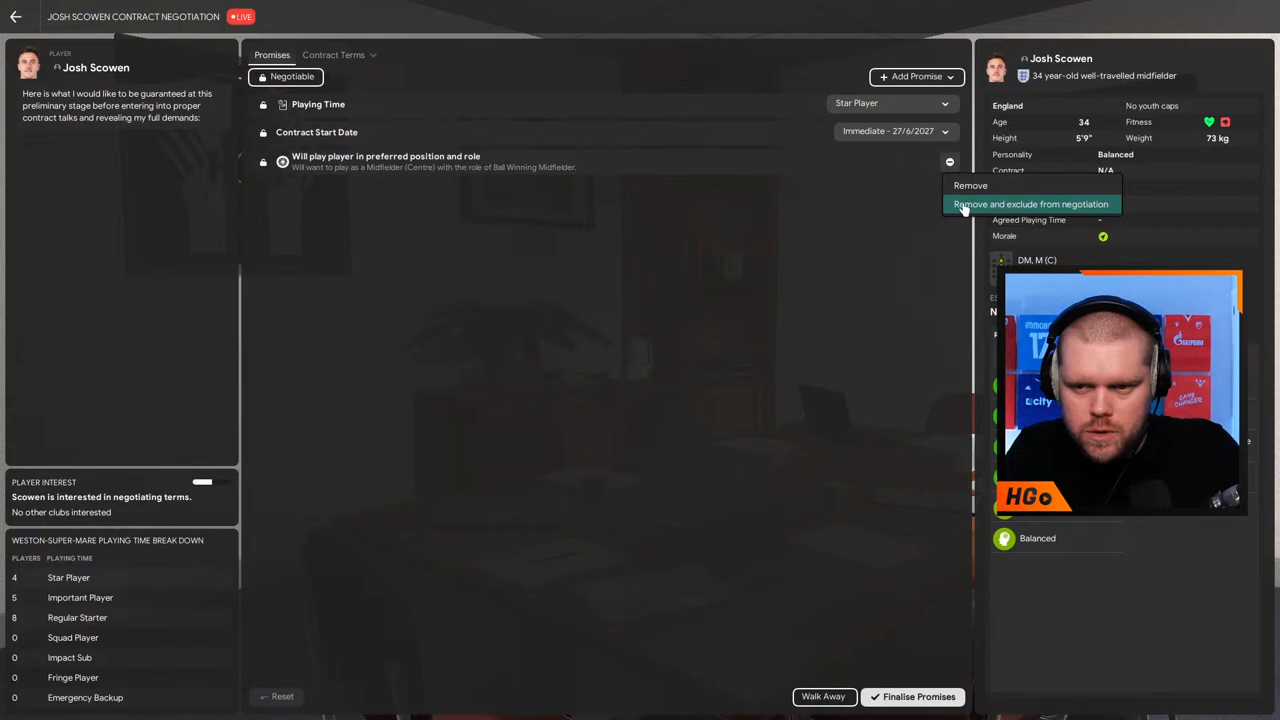 JOSH SCOWEN CONTRACT NEGOTIATION LIVE
PLAYER
Josh Scowen
Here is what I would like to be guaranteed at this
preliminary stage before entering into proper
contract talks and revealing my full demands:
PLAYER INTEREST
Scowen is interested in negotiating terms.
No other clubs interested
WESTON-SUPER-MARE PLAYING TIME BREAK DOWN
PLAYERS PLAYING TIME
4 Star Player
5 Important Player
8 Regular Starter
0 Squad Player
0 Impact Sub
0 Fringe Player
0 Emergency Backup
Promises Contract Terms
Negotiable
Add Promise
Playing Time Star Player
Contract Start Date Immediate - 27/6/2027
Will play player in preferred position and role
Will want to play as a Midfielder (Centre) with the role of Ball Winning Midfielder.
Remove
Remove and exclude from negotiation
Reset
Walk Away
Finalise Promises
Josh Scowen
34 year-old well-travelled midfielder
England No youth caps
Age 34 Fitness
Height 5'9" Weight 73 kg
Personality Balanced
Contract N/A
Agreed Playing Time -
Morale
DM, M (C)
GAZPROM
GAME
CHANGER
HGo
Balanced